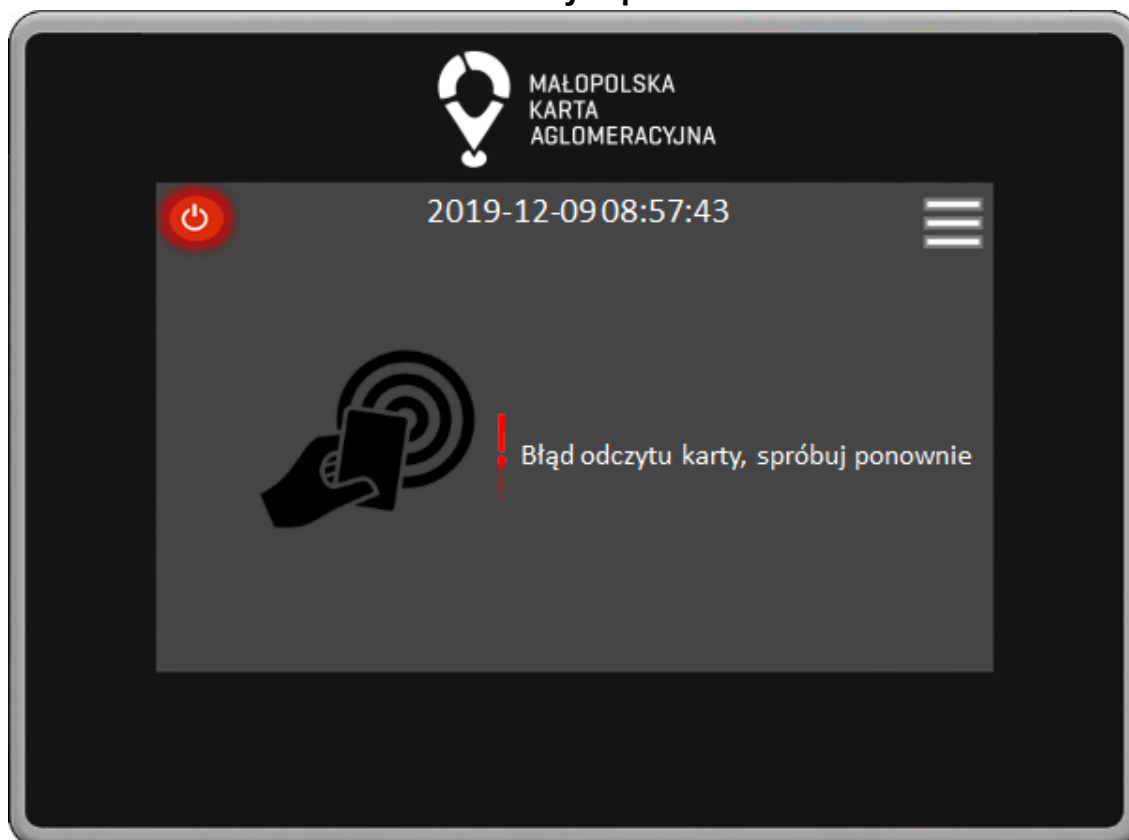 MAŁOPOLSKA
KARTA
AGLOMERACYJNA
2019-12-09 08:57:43
Błąd odczytu karty, spróbuj ponownie